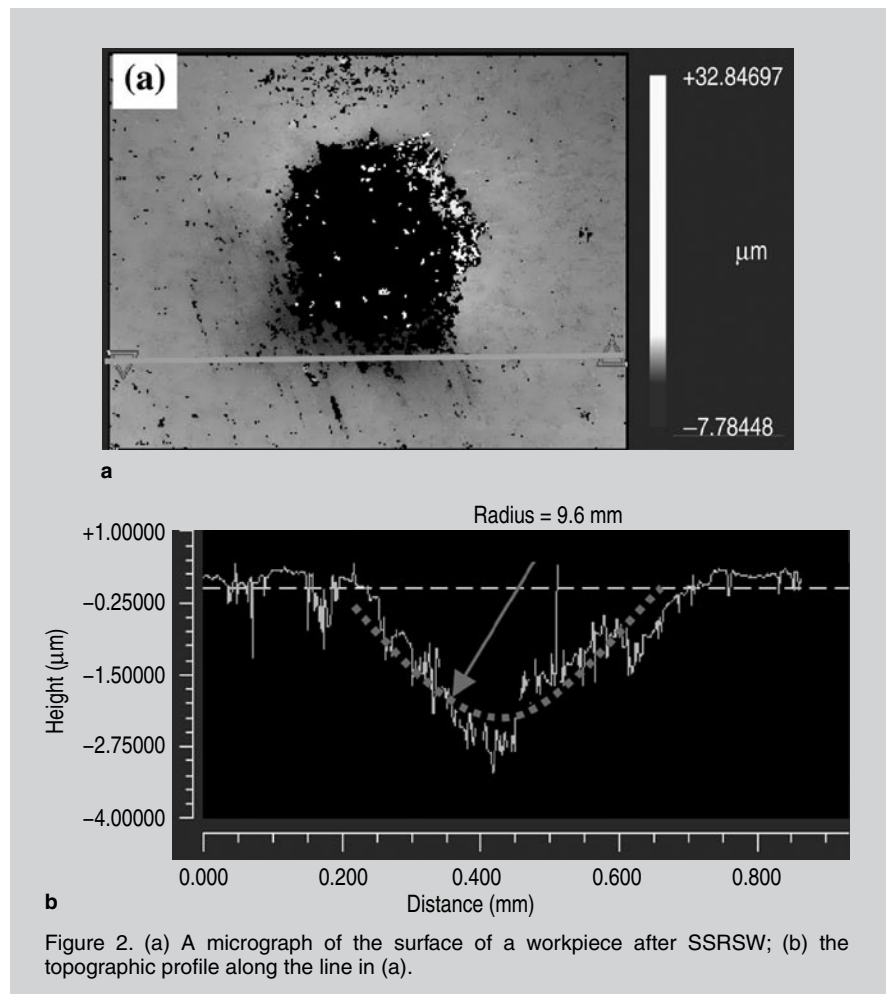 (a)
+32.84697
μm
−7.78448
a
Radius = 9.6 mm
+1.00000
−0.25000
−1.50000
−2.75000
−4.00000
Height (μm)
0.000 0.200 0.400 0.600 0.800
Distance (mm)
b
Figure 2. (a) A micrograph of the surface of a workpiece after SSRSW; (b) the
topographic profile along the line in (a).